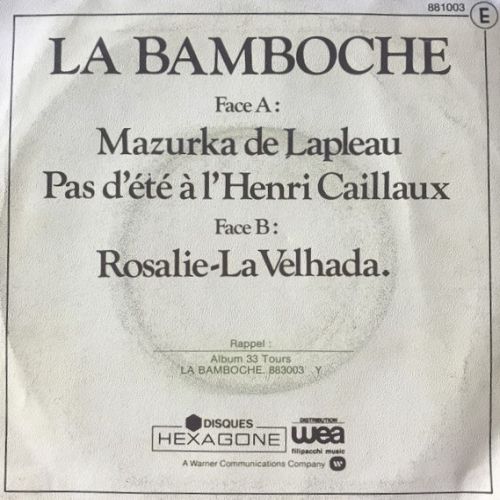 881003 E
LA BAMBOCHE
Face A :
Mazurka de Lapleau
Pas d'été à l'Henri Caillaux
Face B :
Rosalie-La Velhada.
Rappel :
Album 33 Tours
LA BAMBOCHE. 883003 Y
DISQUES
HEXAGONE
DISTRIBUTION
wea
filipacchi music
A Warner Communications Company